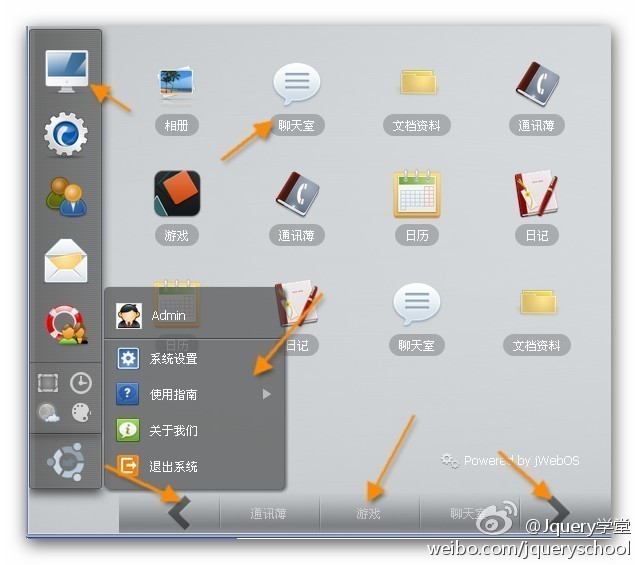 相册
聊天室
文档资料
通讯薄
游戏
通讯薄
日历
日记
日历
日记
聊天室
文档资料
Admin
系统设置
使用指南
关于我们
退出系统
Powered by jWebOS
通讯薄
游戏
聊天室
@Jquery学堂
weibo.com/jqueryschool